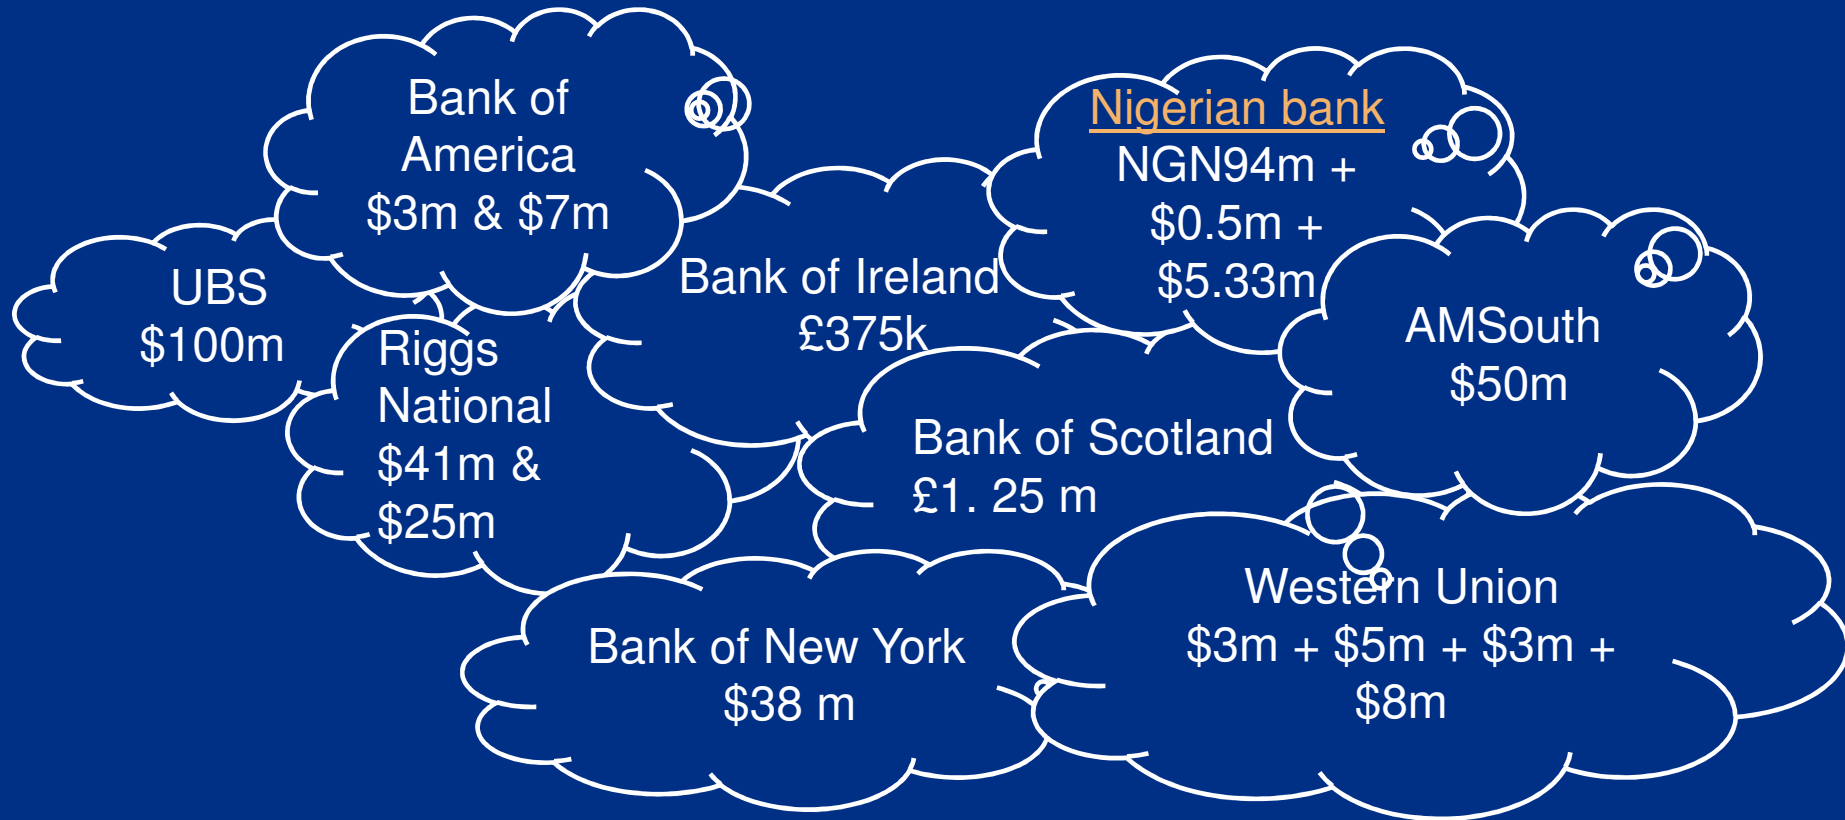 Bank of
America
$3m & $7m
Nigerian bank
NGN94m +
$0.5m +
$5.33m
UBS
$100m
Bank of Ireland
£375k
AMSouth
$50m
Riggs
National
$41m &
$25m
Bank of Scotland
£1. 25 m
Western Union
$3m + $5m + $3m +
$8m
Bank of New York
$38 m